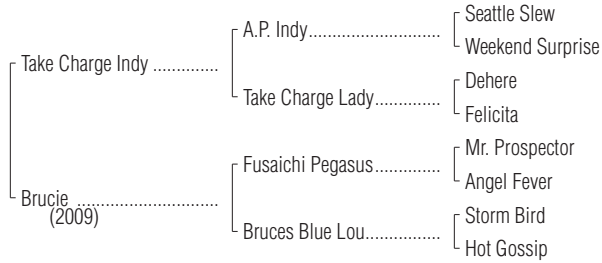 Seattle Slew
A.P. Indy..............................
Weekend Surprise
Take Charge Indy ...............
Dehere
Take Charge Lady...............
Felicita
Mr. Prospector
Fusaichi Pegasus...............
Angel Fever
Brucie ................................
(2009)
Storm Bird
Bruces Blue Lou.................
Hot Gossip